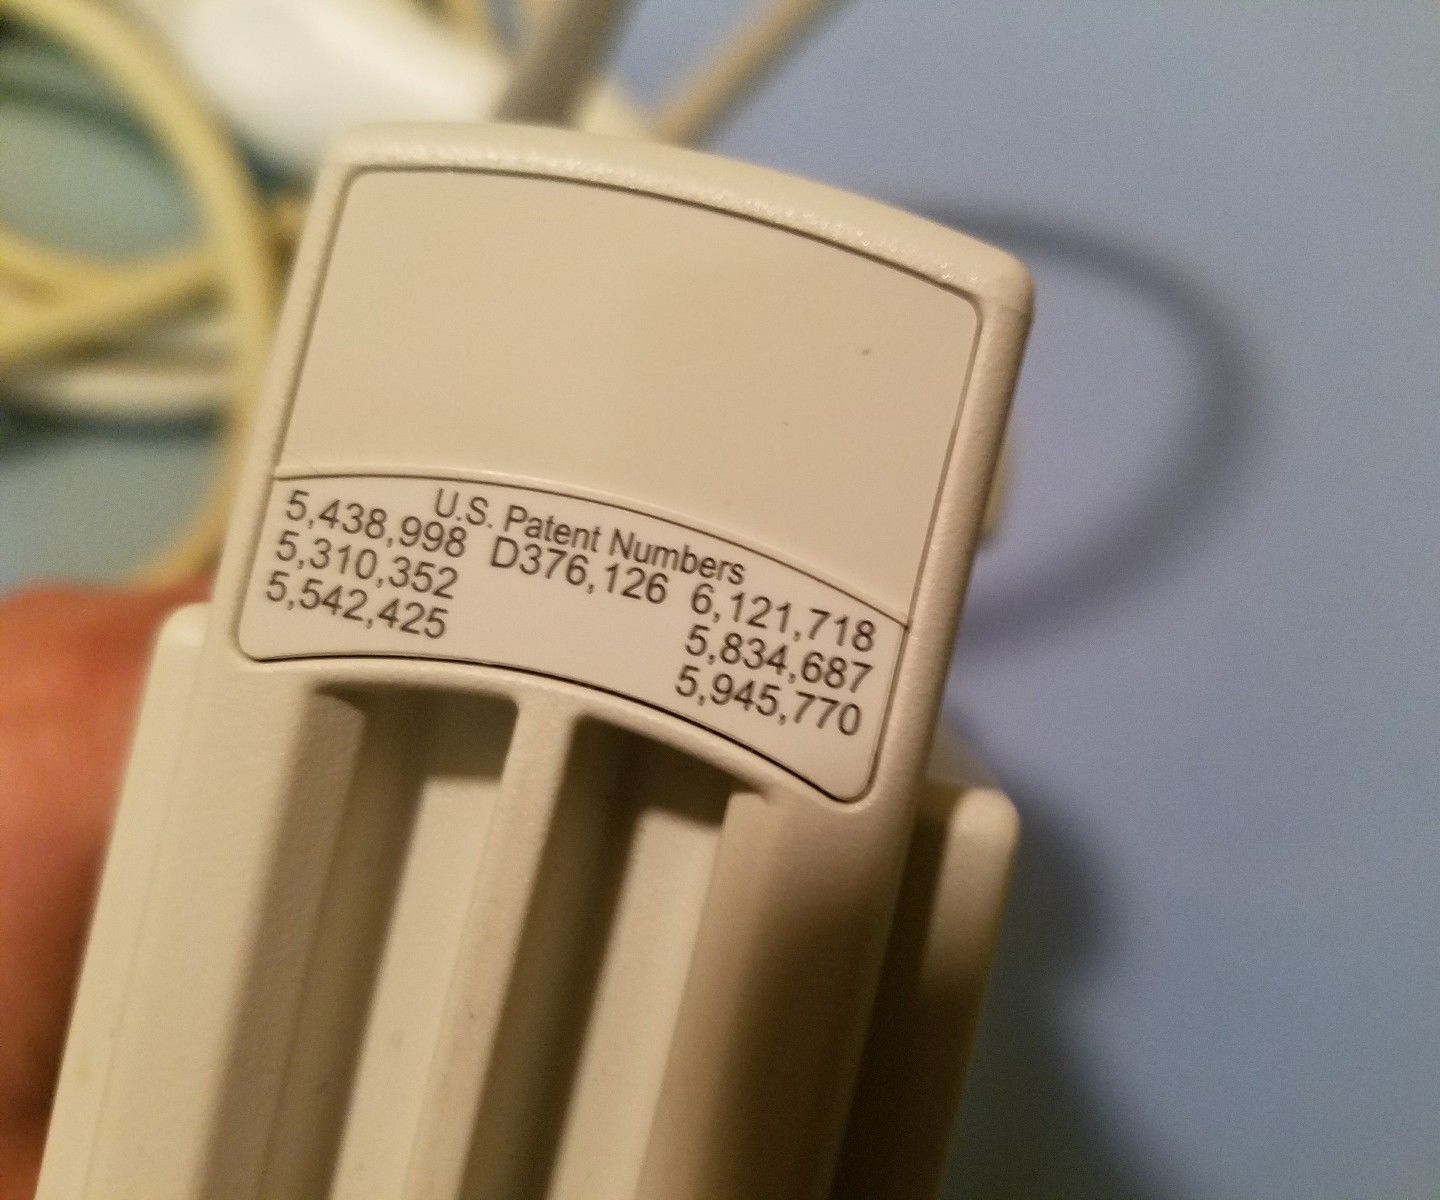 U.S. Patent Numbers
5,438,998 D376,126 6,121,718
5,310,352 5,834,687
5,542,425 5,945,770